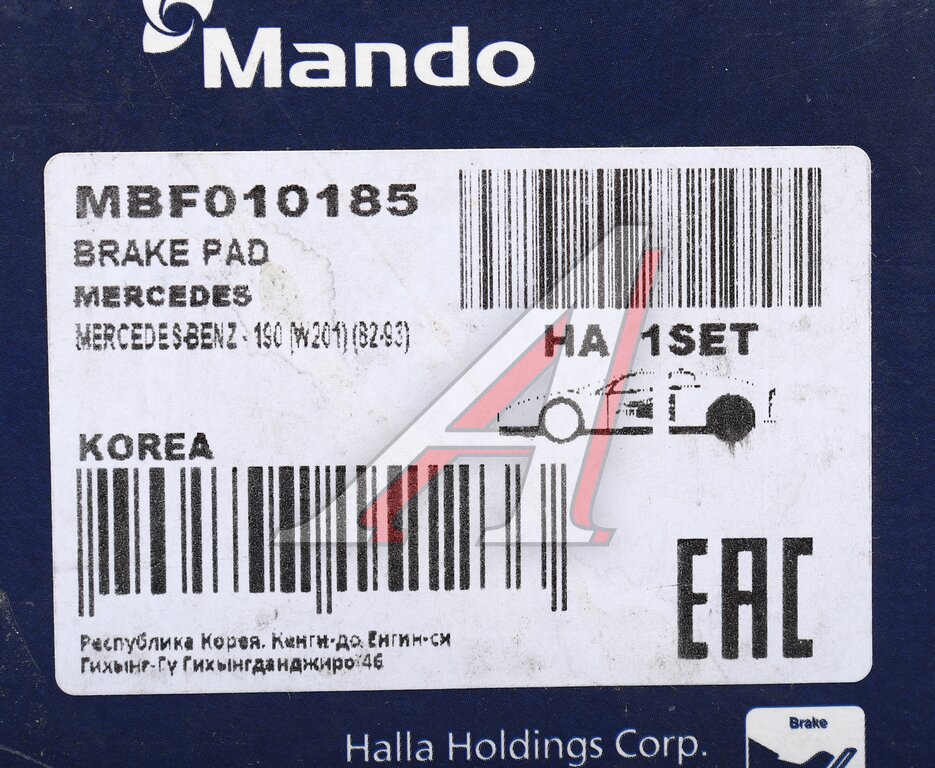 Mando
MBF010185
BRAKE PAD
MERCEDES
MERCEDES-BENZ - 190 (W201) (82-93)
HA 1SET
KOREA
EAC
Республика Корея, Кенги-до, Енгин-си
Гихынг-Гу Гихынгданджиро 46
Halla Holdings Corp.
Brake